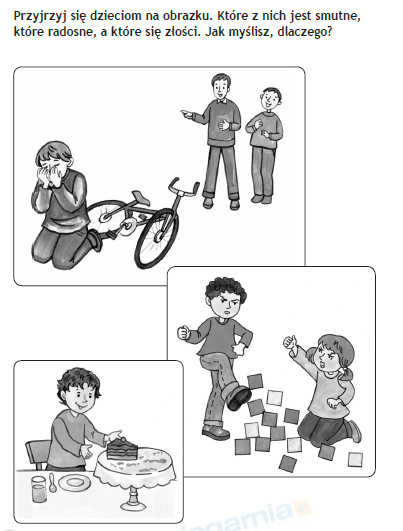 Przyjrzyj się dzieciom na obrazku. Które z nich jest smutne,
które radosne, a które się złości. Jak myślisz, dlaczego?